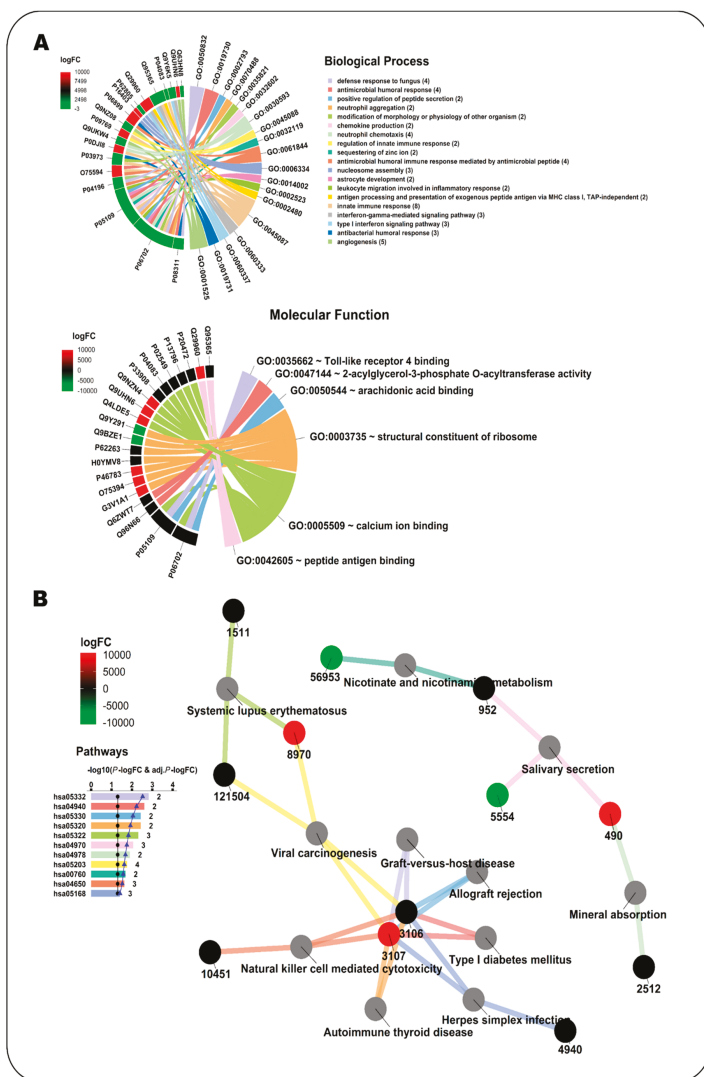 A
logFC
10000
7499
4998
2498
-3
Q63HN8
Q9UHN6
Q9Y6K5
P04083
Q95365
Q29960
P62969
P16403
P06899
Q9NZ08
P09769
Q9UKW4
P0DJI8
P03973
O75594
P04196
P05109
P06702
P08311
GO:0050832
GO:0019730
GO:0002793
GO:0070488
GO:0035821
GO:0032602
GO:0030593
GO:0045088
GO:0032119
GO:0061844
GO:0006334
GO:0014002
GO:0002523
GO:0002480
GO:0045087
GO:0060333
GO:0060337
GO:0019731
GO:0001525
Biological Process
defense response to fungus (4)
antimicrobial humoral response (4)
positive regulation of peptide secretion (2)
neutrophil aggregation (2)
modification of morphology or physiology of other organism (2)
chemokine production (2)
neutrophil chemotaxis (4)
regulation of innate immune response (2)
sequestering of zinc ion (2)
antimicrobial humoral immune response mediated by antimicrobial peptide (4)
nucleosome assembly (3)
astrocyte development (2)
leukocyte migration involved in inflammatory response (2)
antigen processing and presentation of exogenous peptide antigen via MHC class I, TAP-independent (2)
innate immune response (8)
interferon-gamma-mediated signaling pathway (3)
type I interferon signaling pathway (3)
antibacterial humoral response (3)
angiogenesis (5)
Molecular Function
logFC
10000
5000
0
-5000
-10000
Q95365
Q29960
P20472
P13796
P02549
P04083
P33908
Q9NZN4
Q9UHN6
Q4LDE5
Q9Y291
Q9BZE1
P62263
H0YMV8
P46783
O75394
G3V1A1
Q6ZWT7
Q96N66
P05109
P06702
GO:0035662 ~ Toll-like receptor 4 binding
GO:0047144 ~ 2-acylglycerol-3-phosphate O-acyltransferase activity
GO:0050544 ~ arachidonic acid binding
GO:0003735 ~ structural constituent of ribosome
GO:0005509 ~ calcium ion binding
GO:0042605 ~ peptide antigen binding
B
logFC
10000
5000
0
-5000
-10000
Pathways
-log10(P-logFC & adj.P-logFC)
0 1 2 3 4
hsa05332 2
hsa04940 2
hsa05330 2
hsa05320 2
hsa05322 3
hsa04970 3
hsa04978 2
hsa05203 4
hsa00760 2
hsa04650 3
hsa05168 3
1511
56953
Nicotinate and nicotinamide metabolism
952
Systemic lupus erythematosus
8970
Salivary secretion
121504
5554
490
Viral carcinogenesis
Graft-versus-host disease
Allograft rejection
Mineral absorption
3106
3107
Type I diabetes mellitus
10451
Natural killer cell mediated cytotoxicity
2512
Herpes simplex infection
Autoimmune thyroid disease
4940